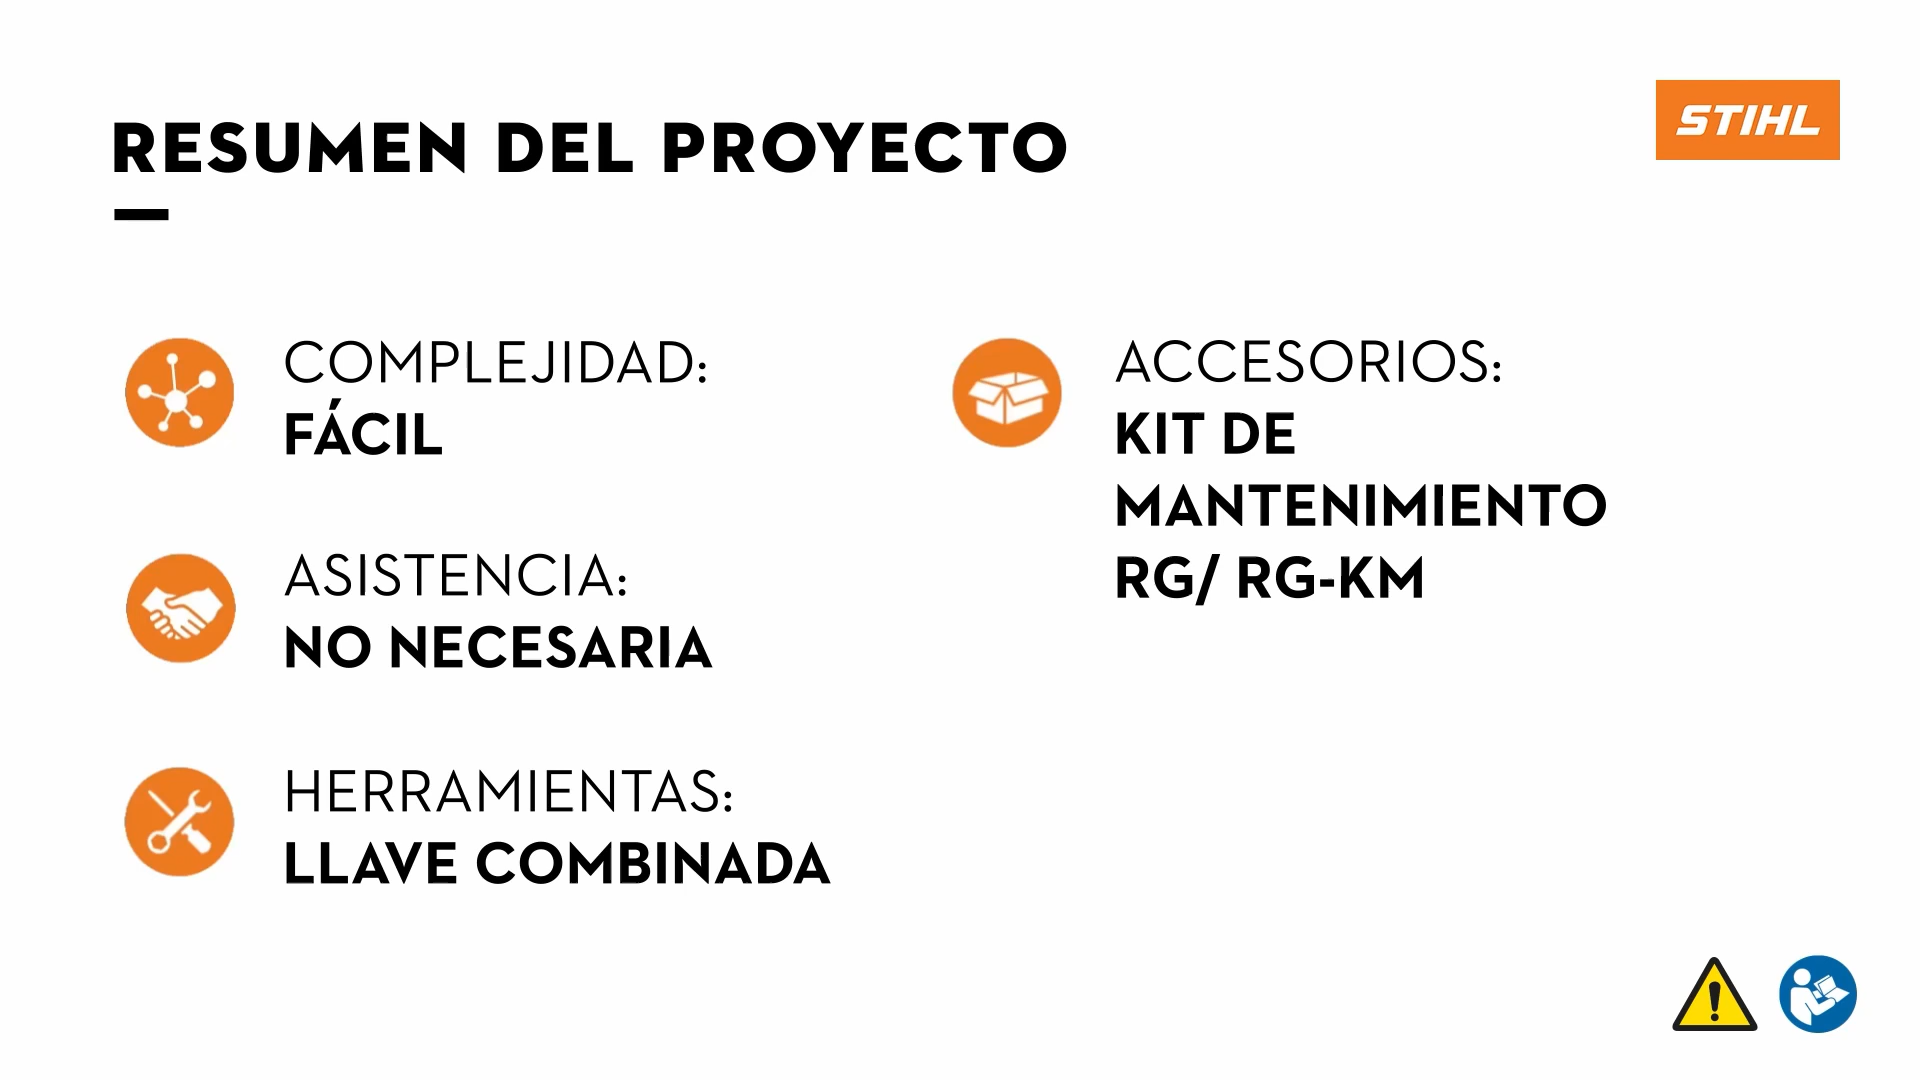 RESUMEN DEL PROYECTO
STIHL
COMPLEJIDAD:
FÁCIL
ASISTENCIA:
NO NECESARIA
HERRAMIENTAS:
LLAVE COMBINADA
ACCESORIOS:
KIT DE
MANTENIMIENTO
RG/ RG-KM